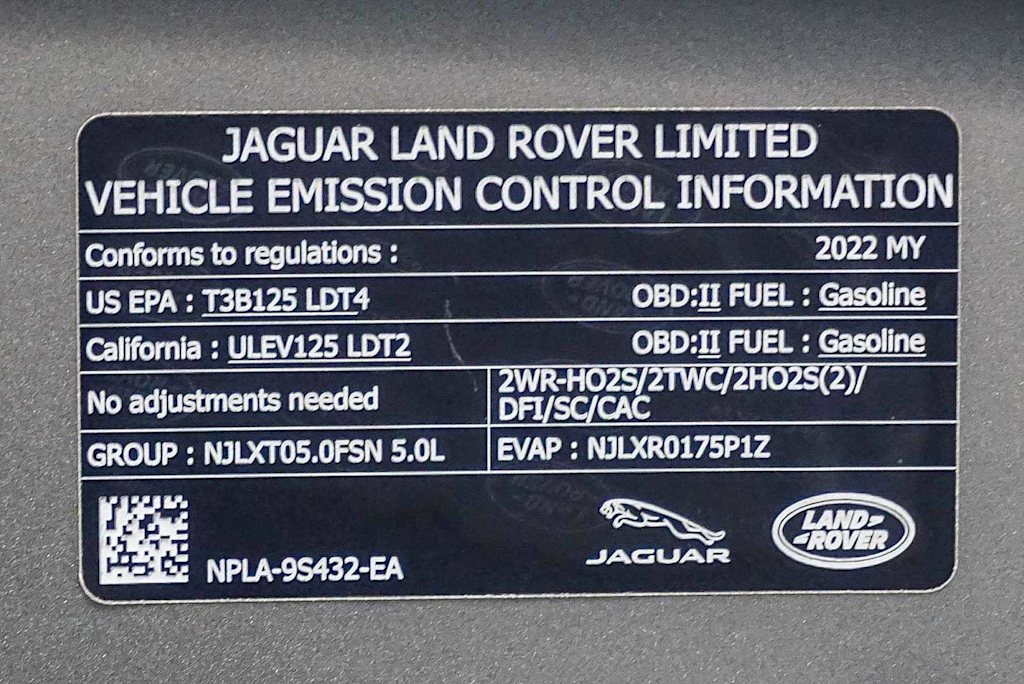 JAGUAR LAND ROVER LIMITED
VEHICLE EMISSION CONTROL INFORMATION
Conforms to regulations : 2022 MY
US EPA : T3B125 LDT4 OBD:II FUEL : Gasoline
California : ULEV125 LDT2 OBD:II FUEL : Gasoline
No adjustments needed
2WR-HO2S/2TWC/2HO2S(2)/
DFI/SC/CAC
GROUP : NJLXT05.0FSN 5.0L EVAP : NJLXR0175P1Z
NPLA-9S432-EA
JAGUAR
LAND-
-ROVER